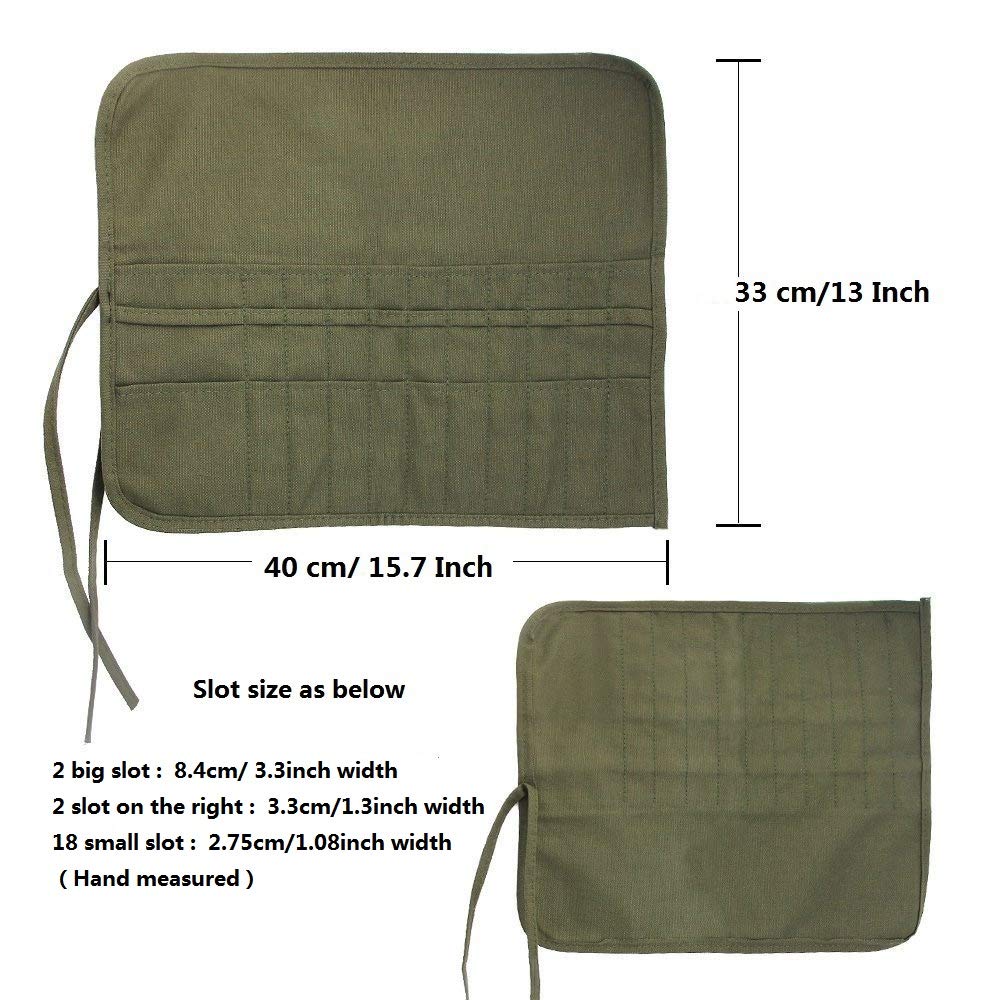 33 cm/13 Inch
40 cm/ 15.7 Inch
Slot size as below
2 big slot : 8.4cm/ 3.3inch width
2 slot on the right : 3.3cm/1.3inch width
18 small slot : 2.75cm/1.08inch width
( Hand measured )